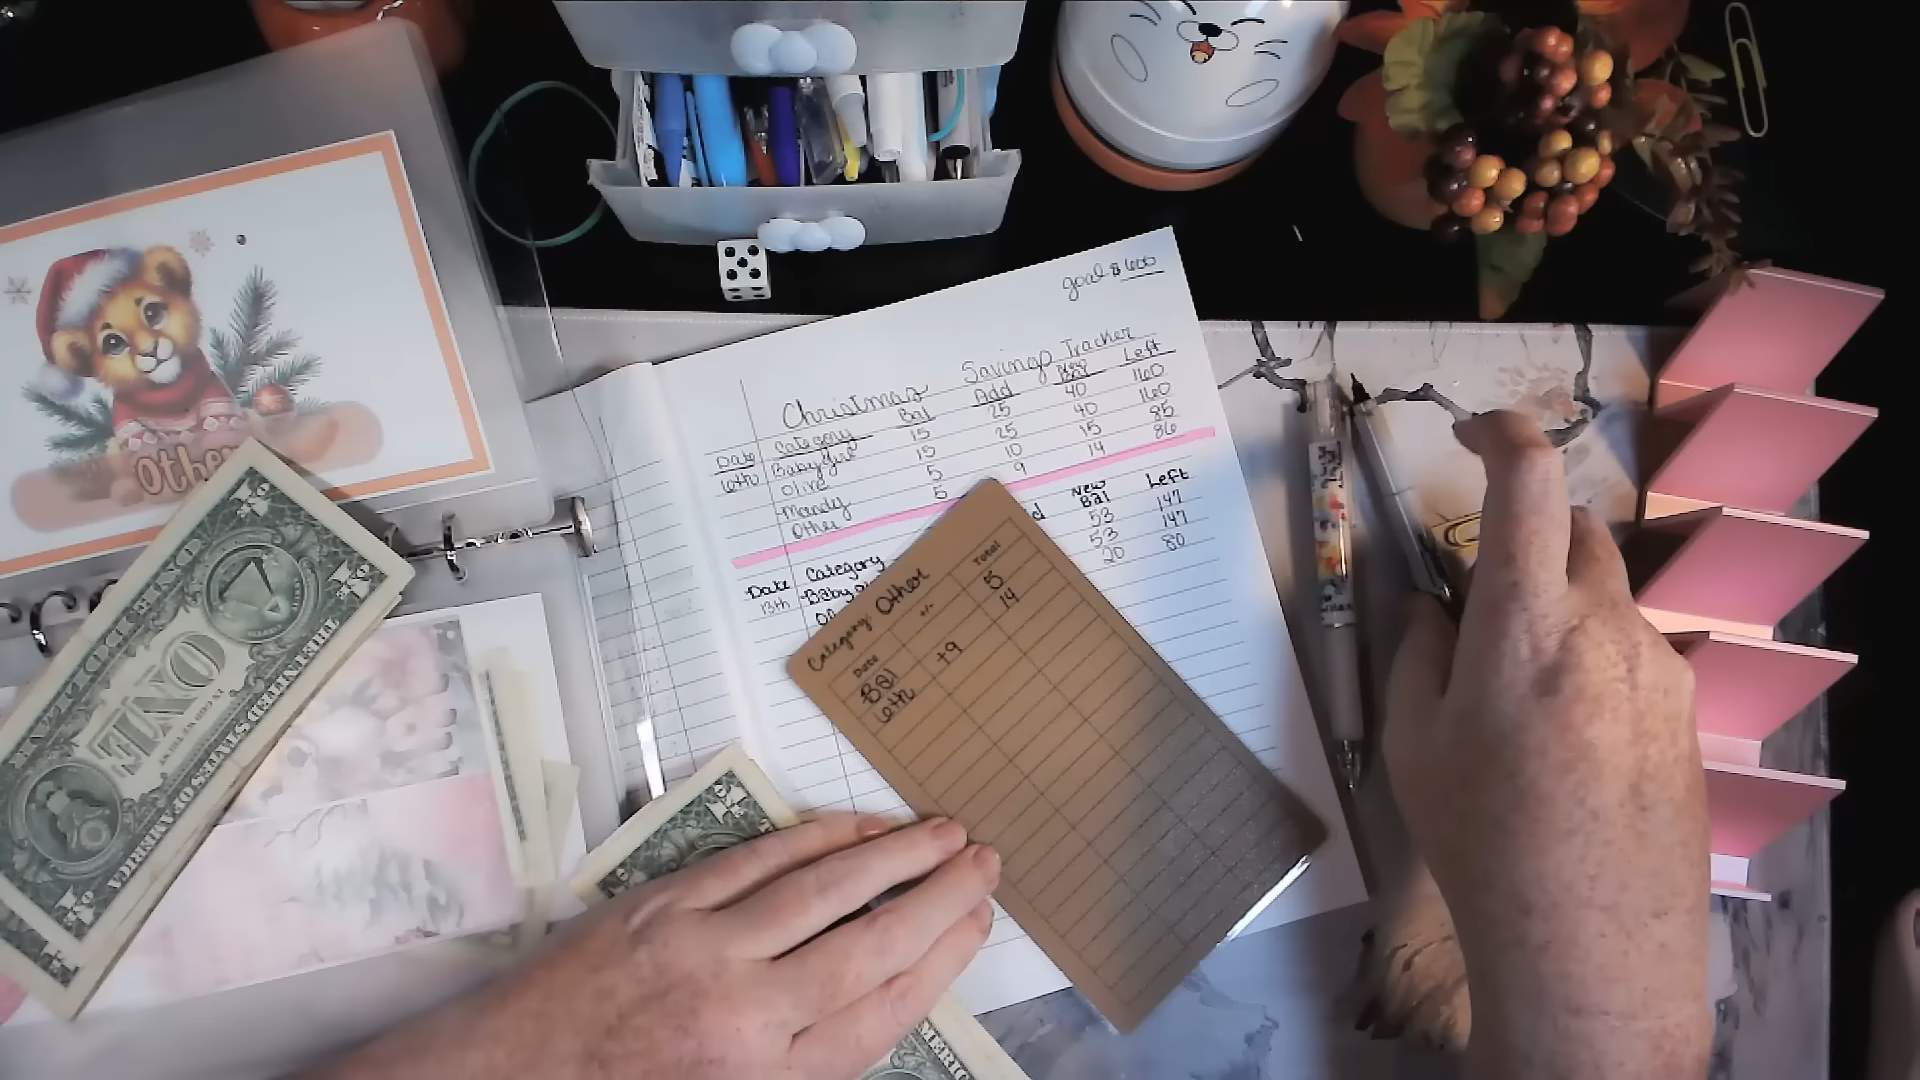 goal $600
Christmas Savings Tracker
Date Category Bal Add New Bal Left
6th Babygirl 15 25 40 160
Olive 15 25 40 160
Mandy 5 10 15 85
Other 5 9 14 86
Date Category New Bal Left
13th 53 147
53 147
20 80
Category: Other
Date +/- Total
Bal 5
6th +9 14
Other
ONE
THE UNITED STATES OF AMERICA